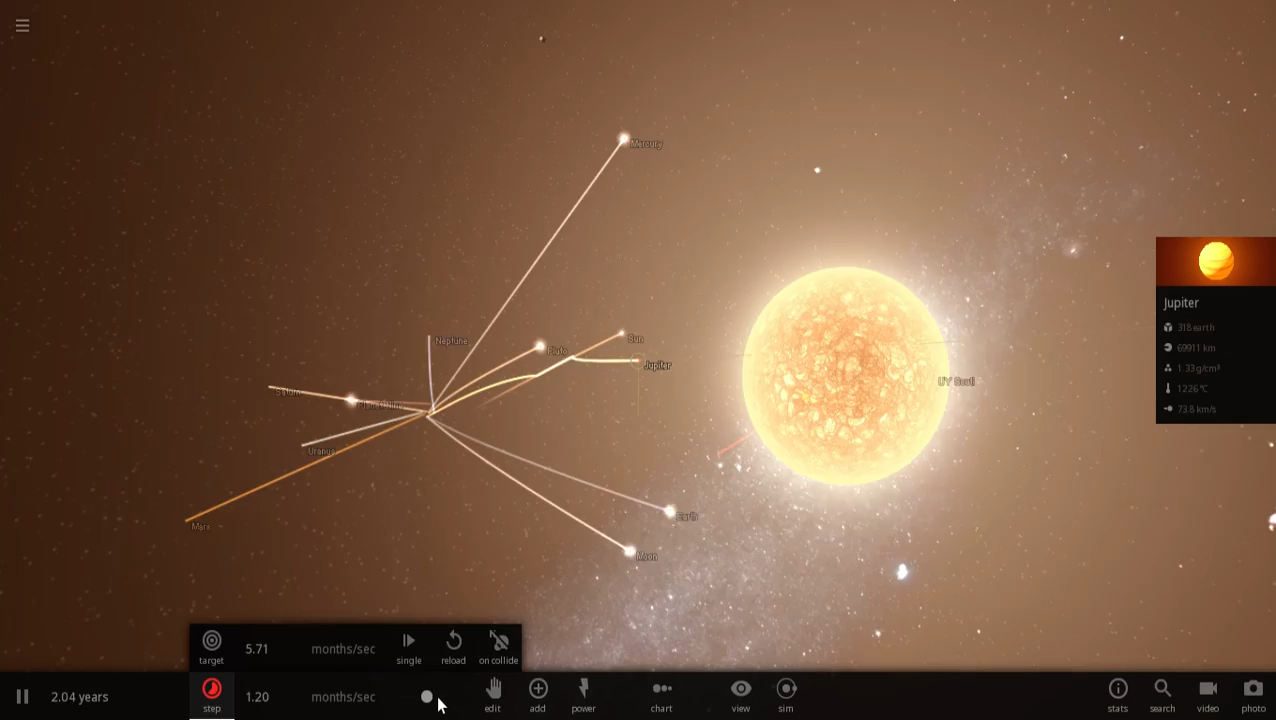 Mercury
Neptune
Sun
Pluto
Jupiter
Saturn
UY Scuti
Uranus
Earth
Mars
Moon
Jupiter
318 earth
69911 km
1.33 g/cm³
1226 °C
73.8 km/s
target
5.71
months/sec
single
reload
on collide
2.04 years
step
1.20
months/sec
edit
add
power
chart
view
sim
stats
search
video
photo